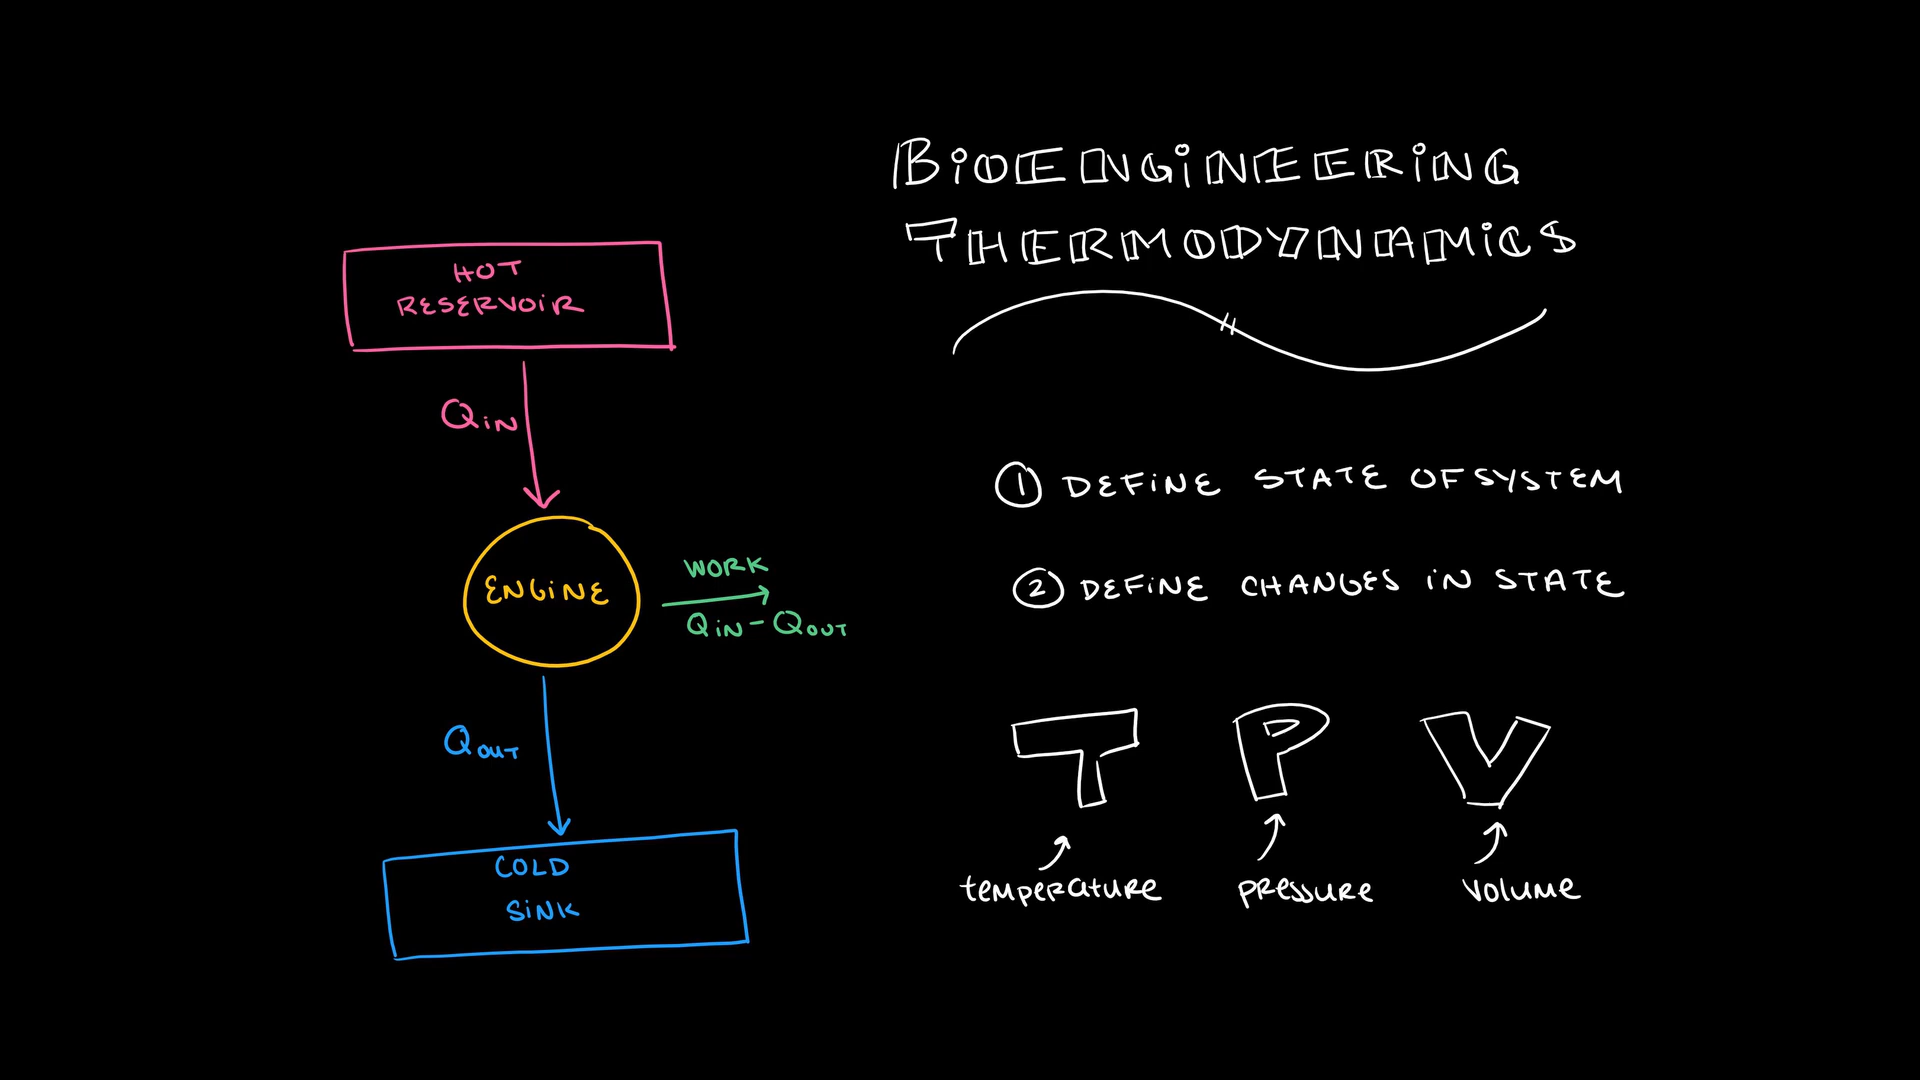 BIOENGINEERING
THERMODYNAMICS
HOT
RESERVOIR
QIN
ENGINE
WORK
QIN-QOUT
QOUT
COLD
SINK
1 DEFINE STATE OF SYSTEM
2 DEFINE CHANGES IN STATE
T P V
temperature pressure volume